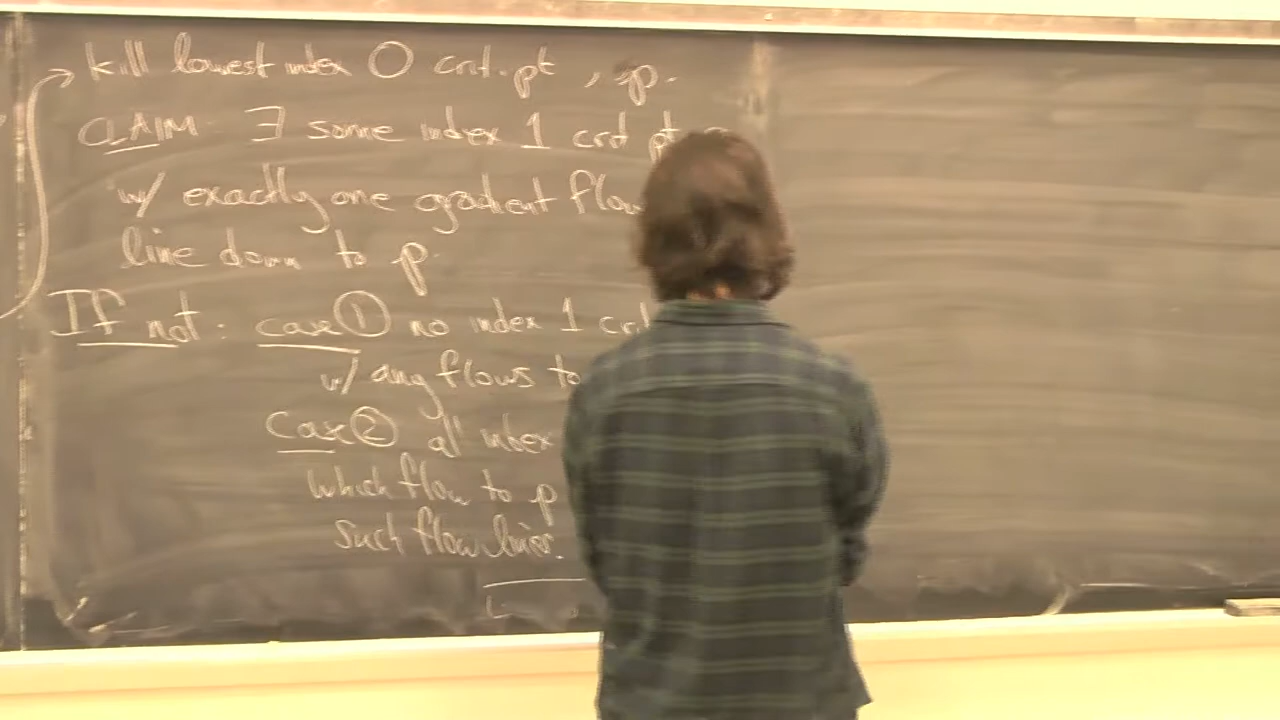 kill lowest index 0 crit. pt, p.
CLAIM: ∃ some index 1 crit pt
w/ exactly one gradient flow
line down to p.
IF not: case ① no index 1 crit
w/ any flows to
Case ② all index
which flow to p
such flow lines.